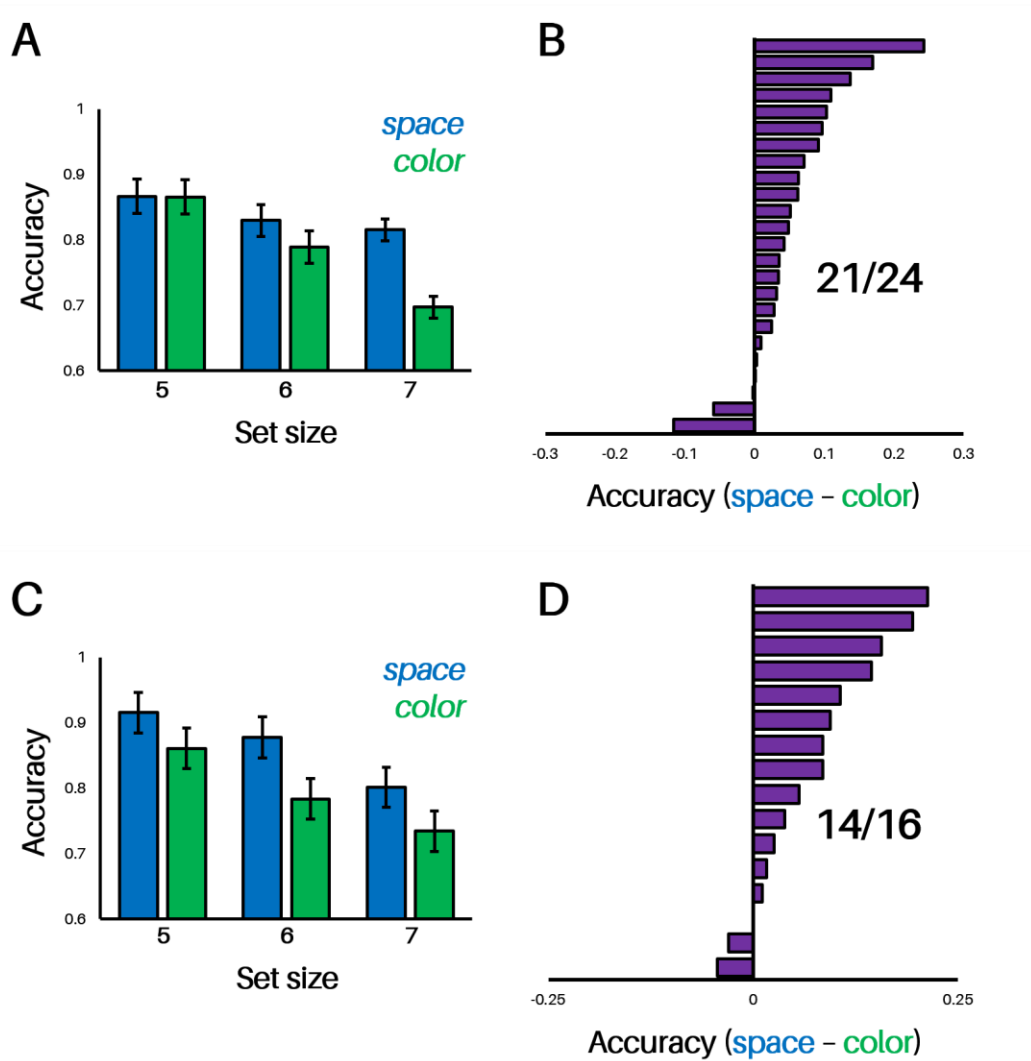 A
1
0.9
0.8
0.7
0.6
Accuracy
space
color
5 6 7
Set size
B
21/24
-0.3 -0.2 -0.1 0 0.1 0.2 0.3
Accuracy (space – color)
C
1
0.9
0.8
0.7
0.6
Accuracy
space
color
5 6 7
Set size
D
14/16
-0.25 0 0.25
Accuracy (space – color)